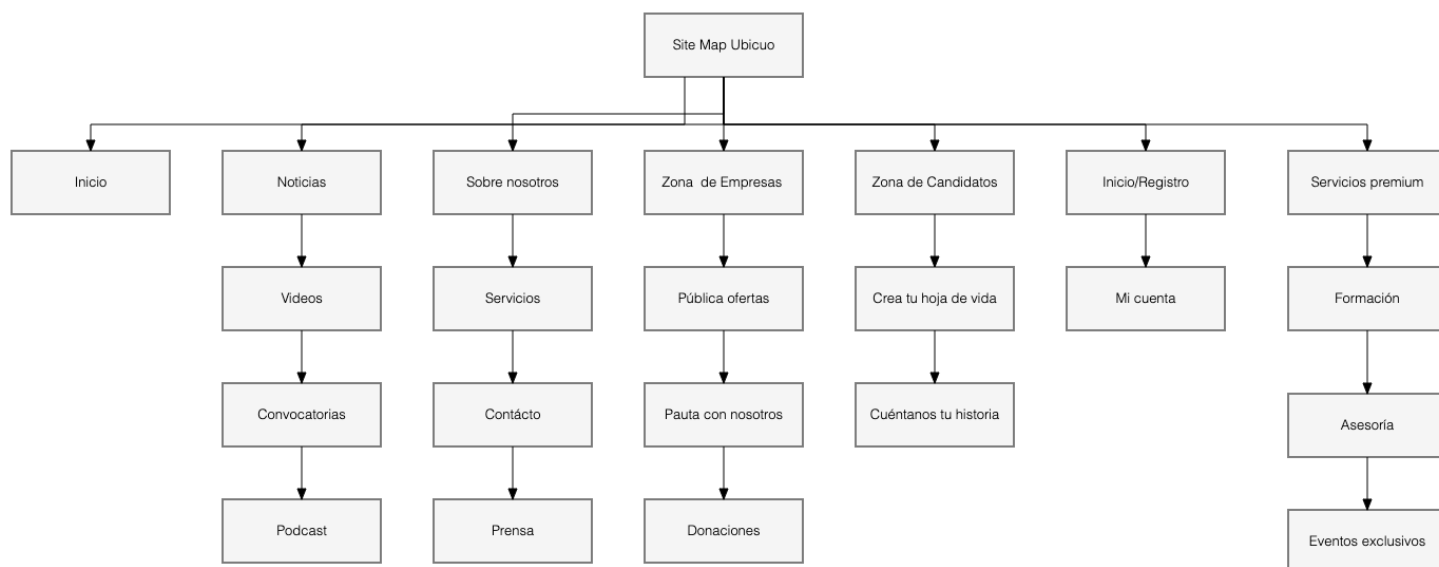 Site Map Ubicuo
Inicio
Noticias
Sobre nosotros
Zona de Empresas
Zona de Candidatos
Inicio/Registro
Servicios premium
Videos
Servicios
Pública ofertas
Crea tu hoja de vida
Mi cuenta
Formación
Convocatorias
Contácto
Pauta con nosotros
Cuéntanos tu historia
Asesoría
Podcast
Prensa
Donaciones
Eventos exclusivos